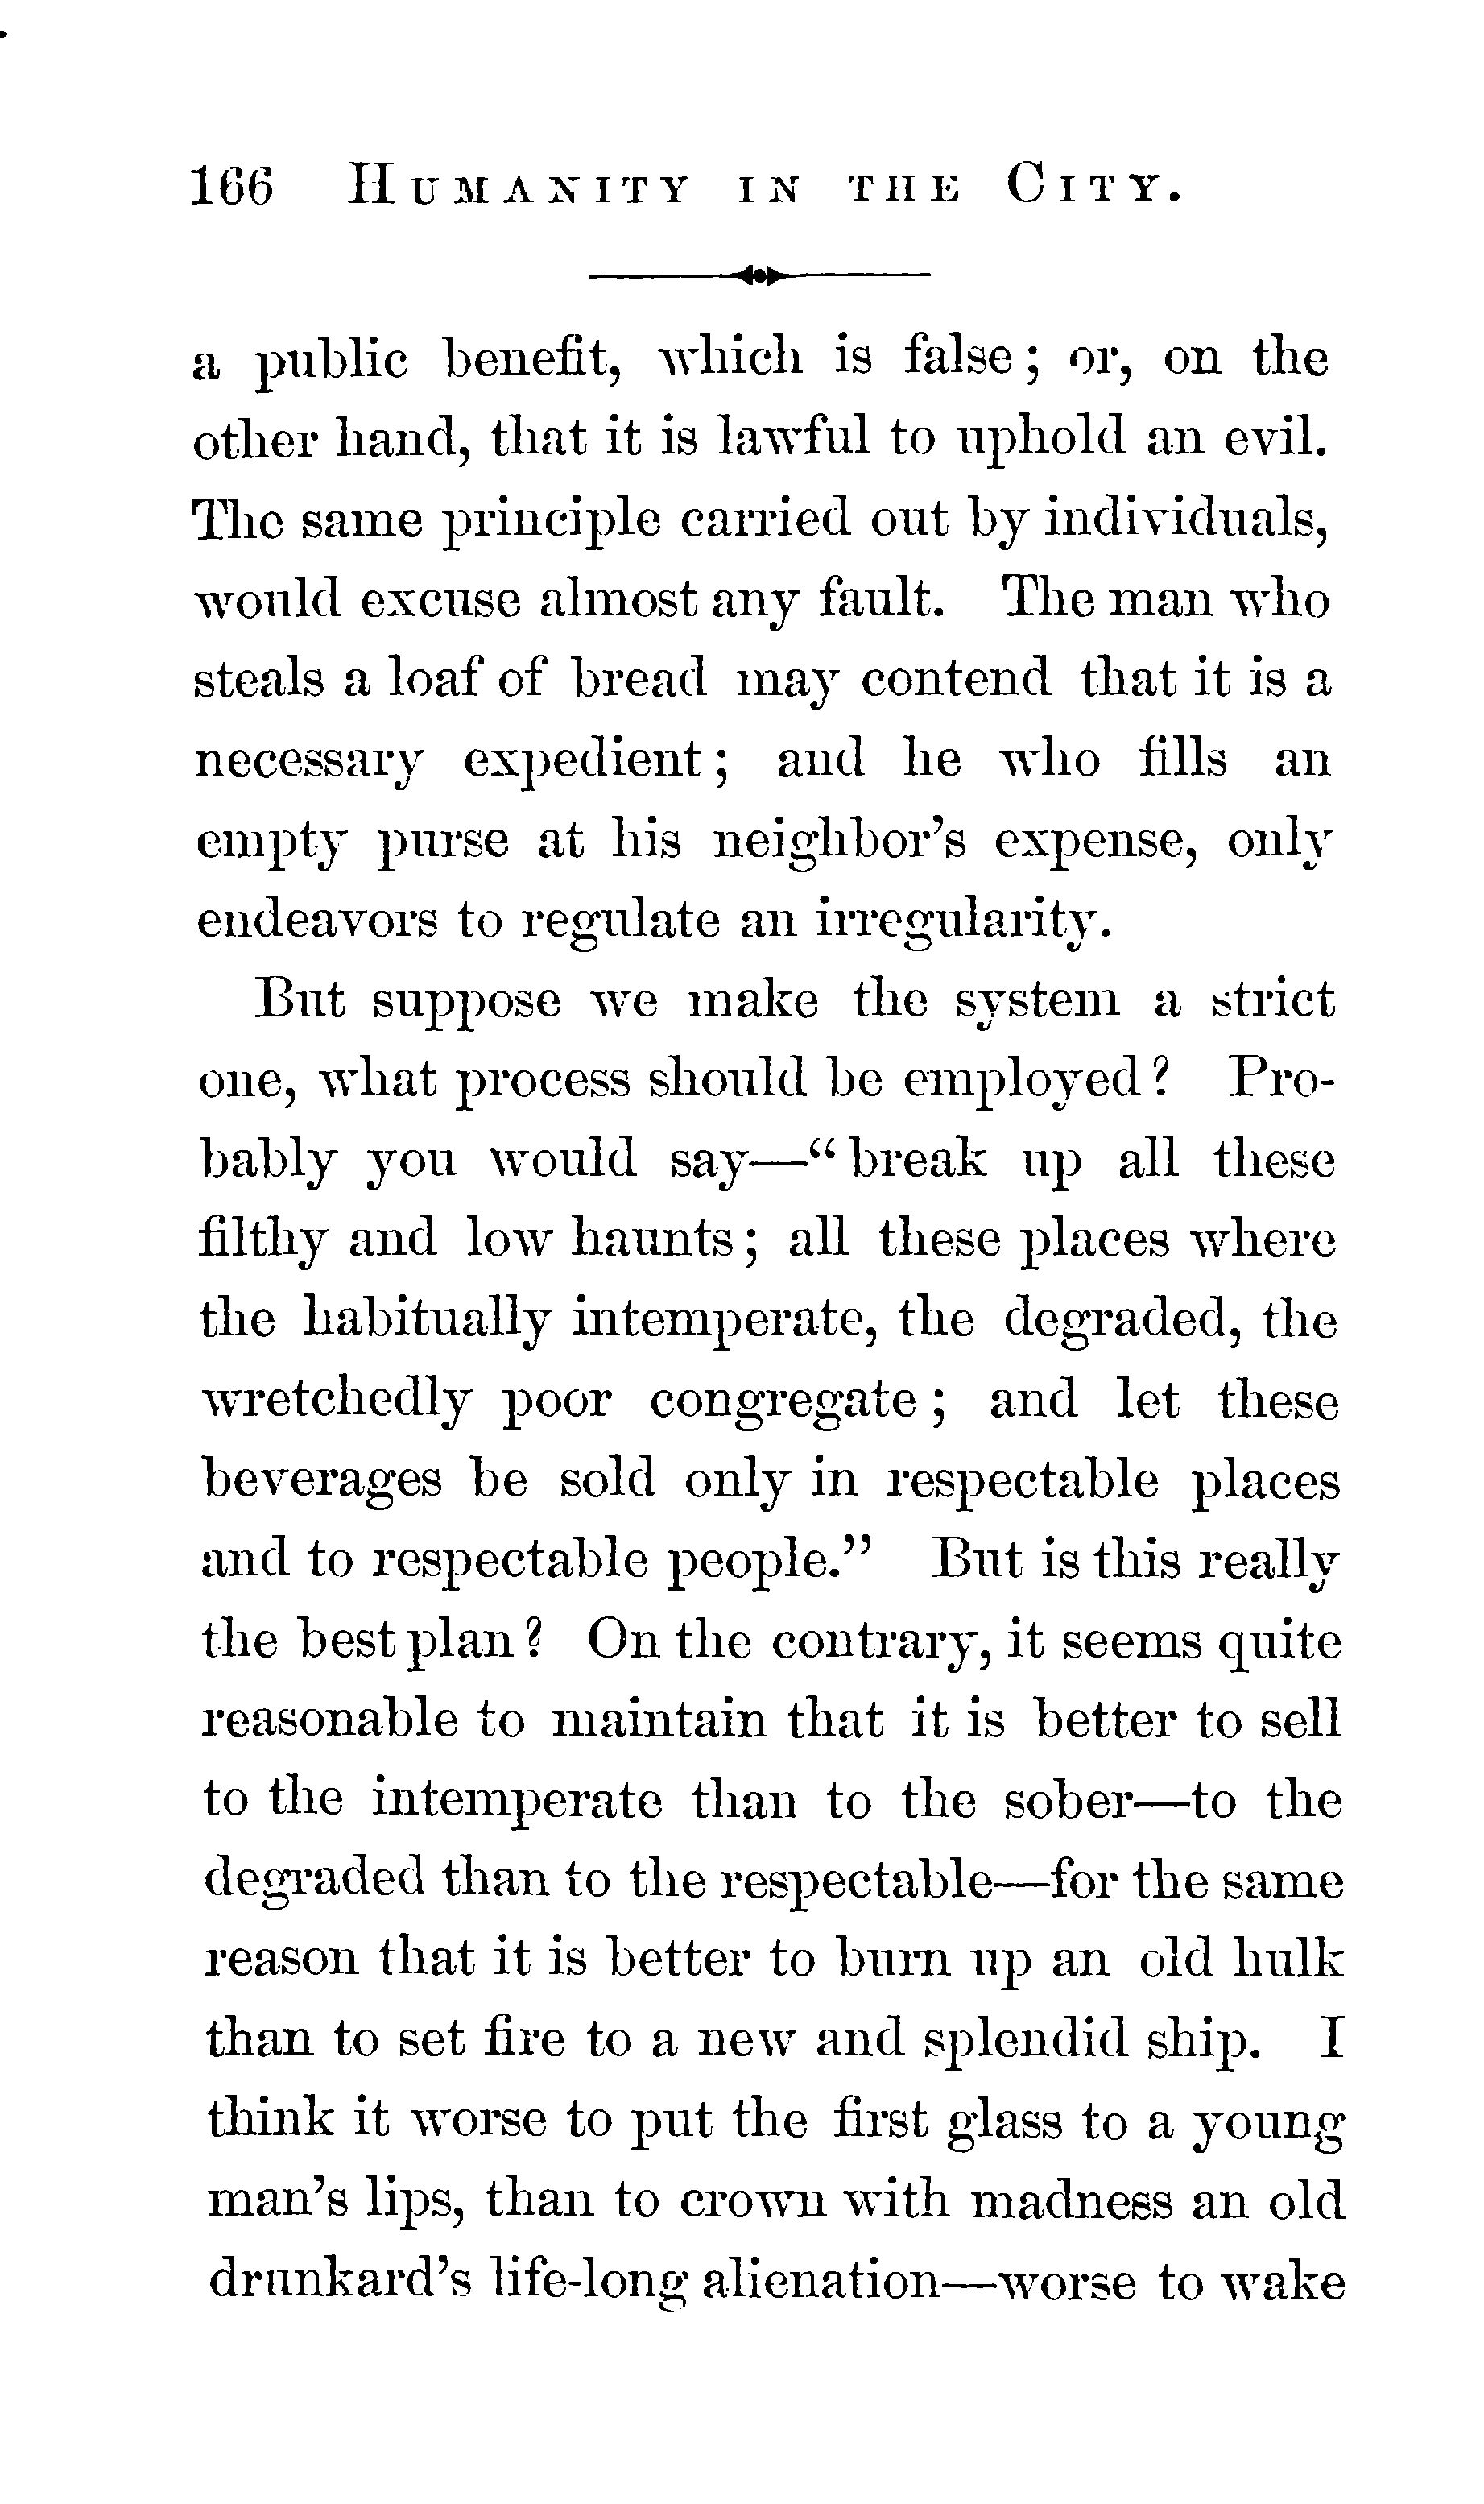 166 HUMANITY IN THE CITY.
a public benefit, which is false; or, on the
other hand, that it is lawful to uphold an evil.
The same principle carried out by individuals,
would excuse almost any fault. The man who
steals a loaf of bread may contend that it is a
necessary expedient; and he who fills an
empty purse at his neighbor's expense, only
endeavors to regulate an irregularity.
But suppose we make the system a strict
one, what process should be employed? Pro-
bably you would say—"break up all these
filthy and low haunts; all these places where
the habitually intemperate, the degraded, the
wretchedly poor congregate; and let these
beverages be sold only in respectable places
and to respectable people." But is this really
the best plan? On the contrary, it seems quite
reasonable to maintain that it is better to sell
to the intemperate than to the sober—to the
degraded than to the respectable—for the same
reason that it is better to burn up an old hulk
than to set fire to a new and splendid ship. I
think it worse to put the first glass to a young
man's lips, than to crown with madness an old
drunkard's life-long alienation—worse to wake